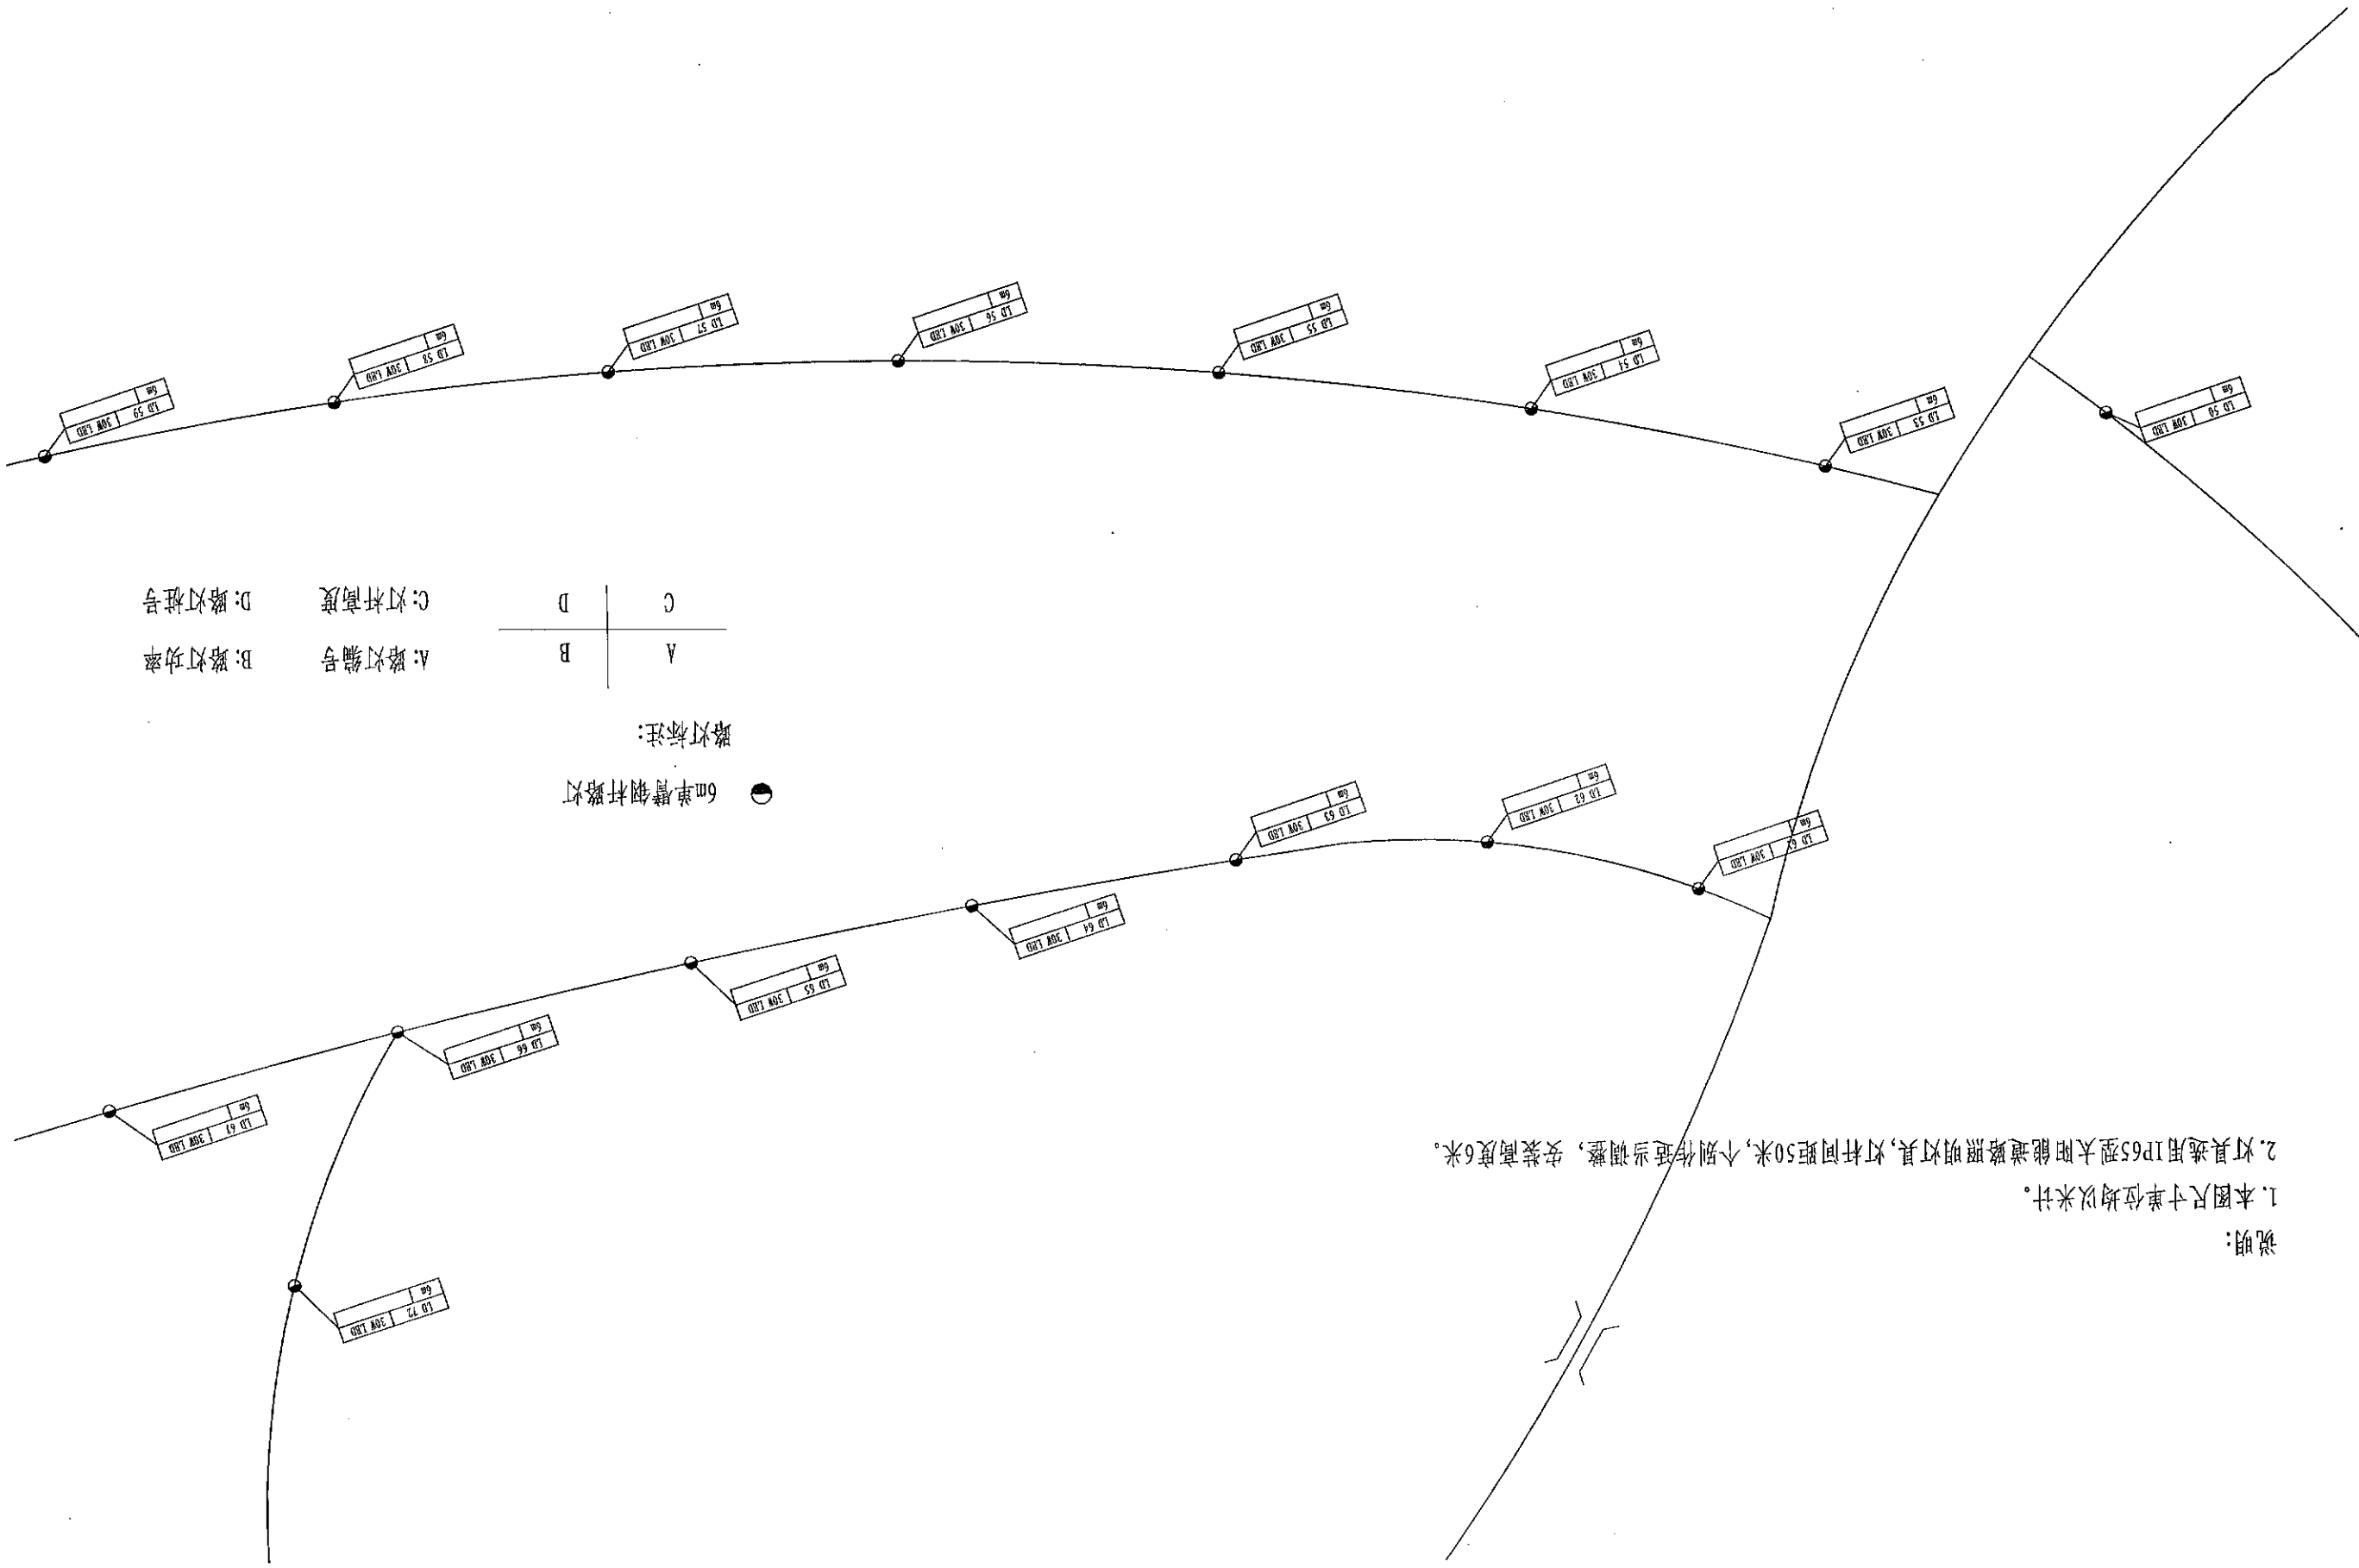 说明:
1.本图尺寸单位均以米计。
2.灯具选用IP65型太阳能道路照明灯具,灯杆间距50米,个别作适当调整，安装高度6米。
LD 72 30W LED
6m
LD 67 30W LED
6m
LD 66 30W LED
6m
LD 65 30W LED
6m
LD 64 30W LED
6m
LD 61 30W LED
6m
LD 63 30W LED
6m
LD 62 30W LED
6m
6m单臂钢杆路灯
路灯标注:
A B A:路灯编号 B:路灯功率
C D C:灯杆高度 D:路灯桩号
LD 53 30W LED
6m
LD 50 30W LED
6m
LD 59 30W LED
6m
LD 54 30W LED
6m
LD 58 30W LED
6m
LD 55 30W LED
6m
LD 57 30W LED
6m
LD 56 30W LED
6m